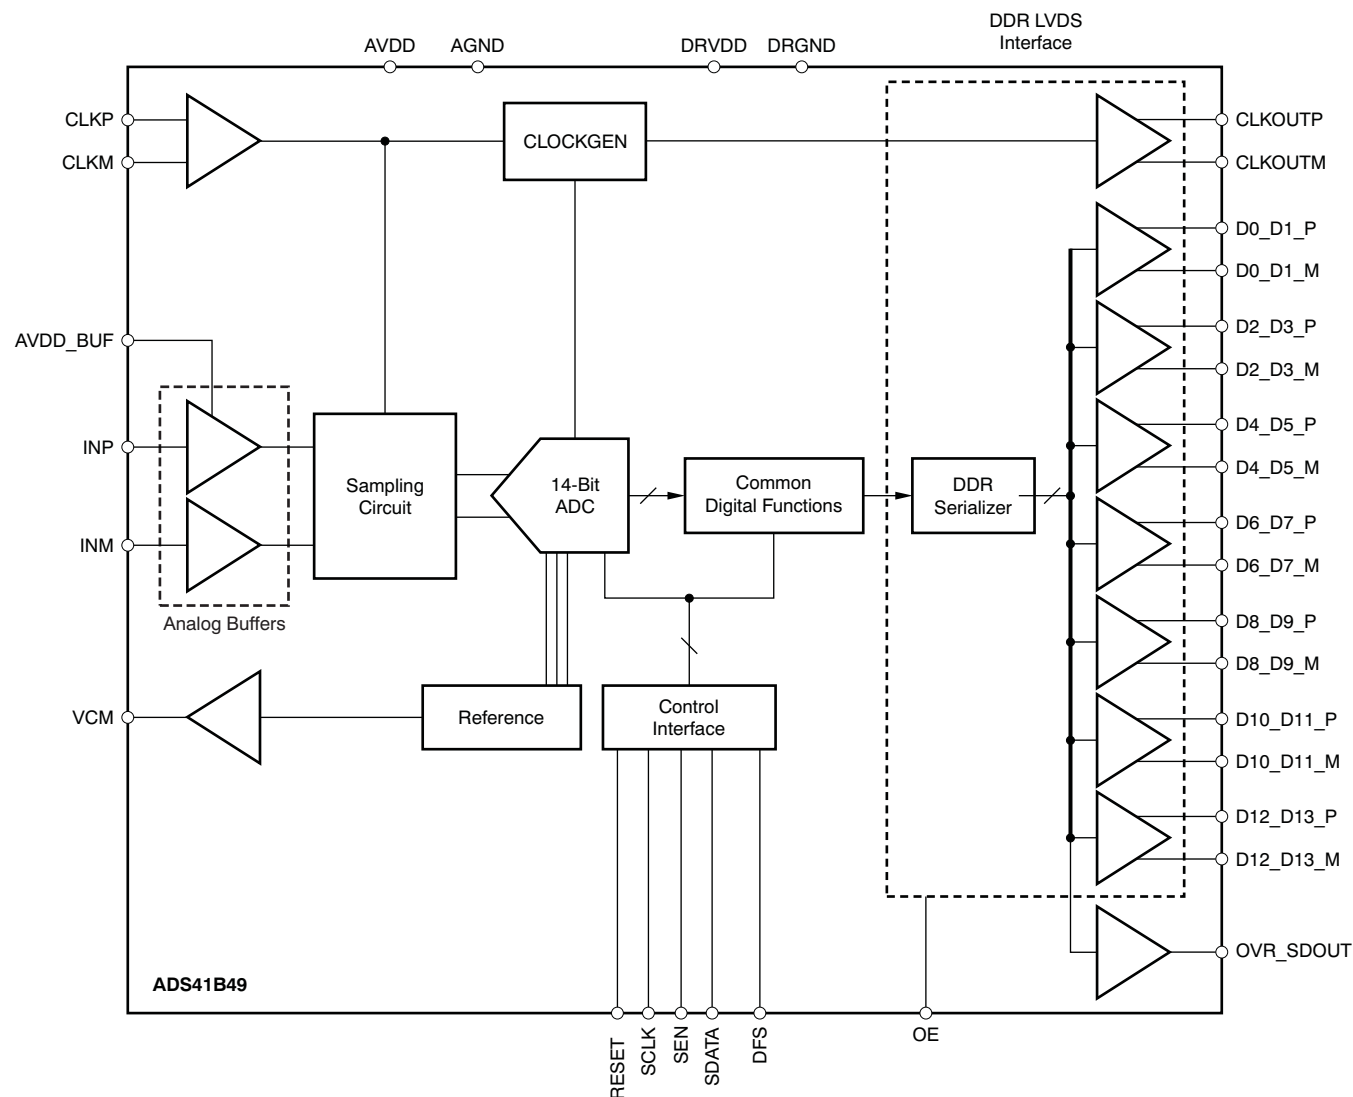 DDR LVDS
Interface
AVDD
AGND
DRVDD
DRGND
CLKP
CLKM
CLOCKGEN
CLKOUTP
CLKOUTM
D0_D1_P
D0_D1_M
AVDD_BUF
D2_D3_P
D2_D3_M
INP
INM
Analog Buffers
Sampling
Circuit
14-Bit
ADC
Common
Digital Functions
DDR
Serializer
D4_D5_P
D4_D5_M
D6_D7_P
D6_D7_M
D8_D9_P
D8_D9_M
VCM
Reference
Control
Interface
D10_D11_P
D10_D11_M
D12_D13_P
D12_D13_M
OVR_SDOUT
ADS41B49
RESET
SCLK
SEN
SDATA
DFS
OE